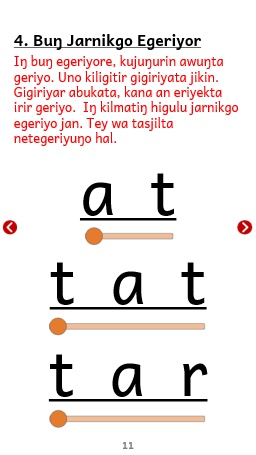 4. Buŋ Jarnikgo Egeriyor
Iŋ buŋ egeriyore, kujuŋurin awuŋta
geriyo. Uno kiligitir gigiriyata jikin.
Gigiriyar abukata, kana an eriyekta
irir geriyo. Iŋ kilmatiŋ higulu jarnikgo
egeriyo jan. Tey wa tasjilta
netegeriyuŋo hal.
a t
t a t
t a r
11